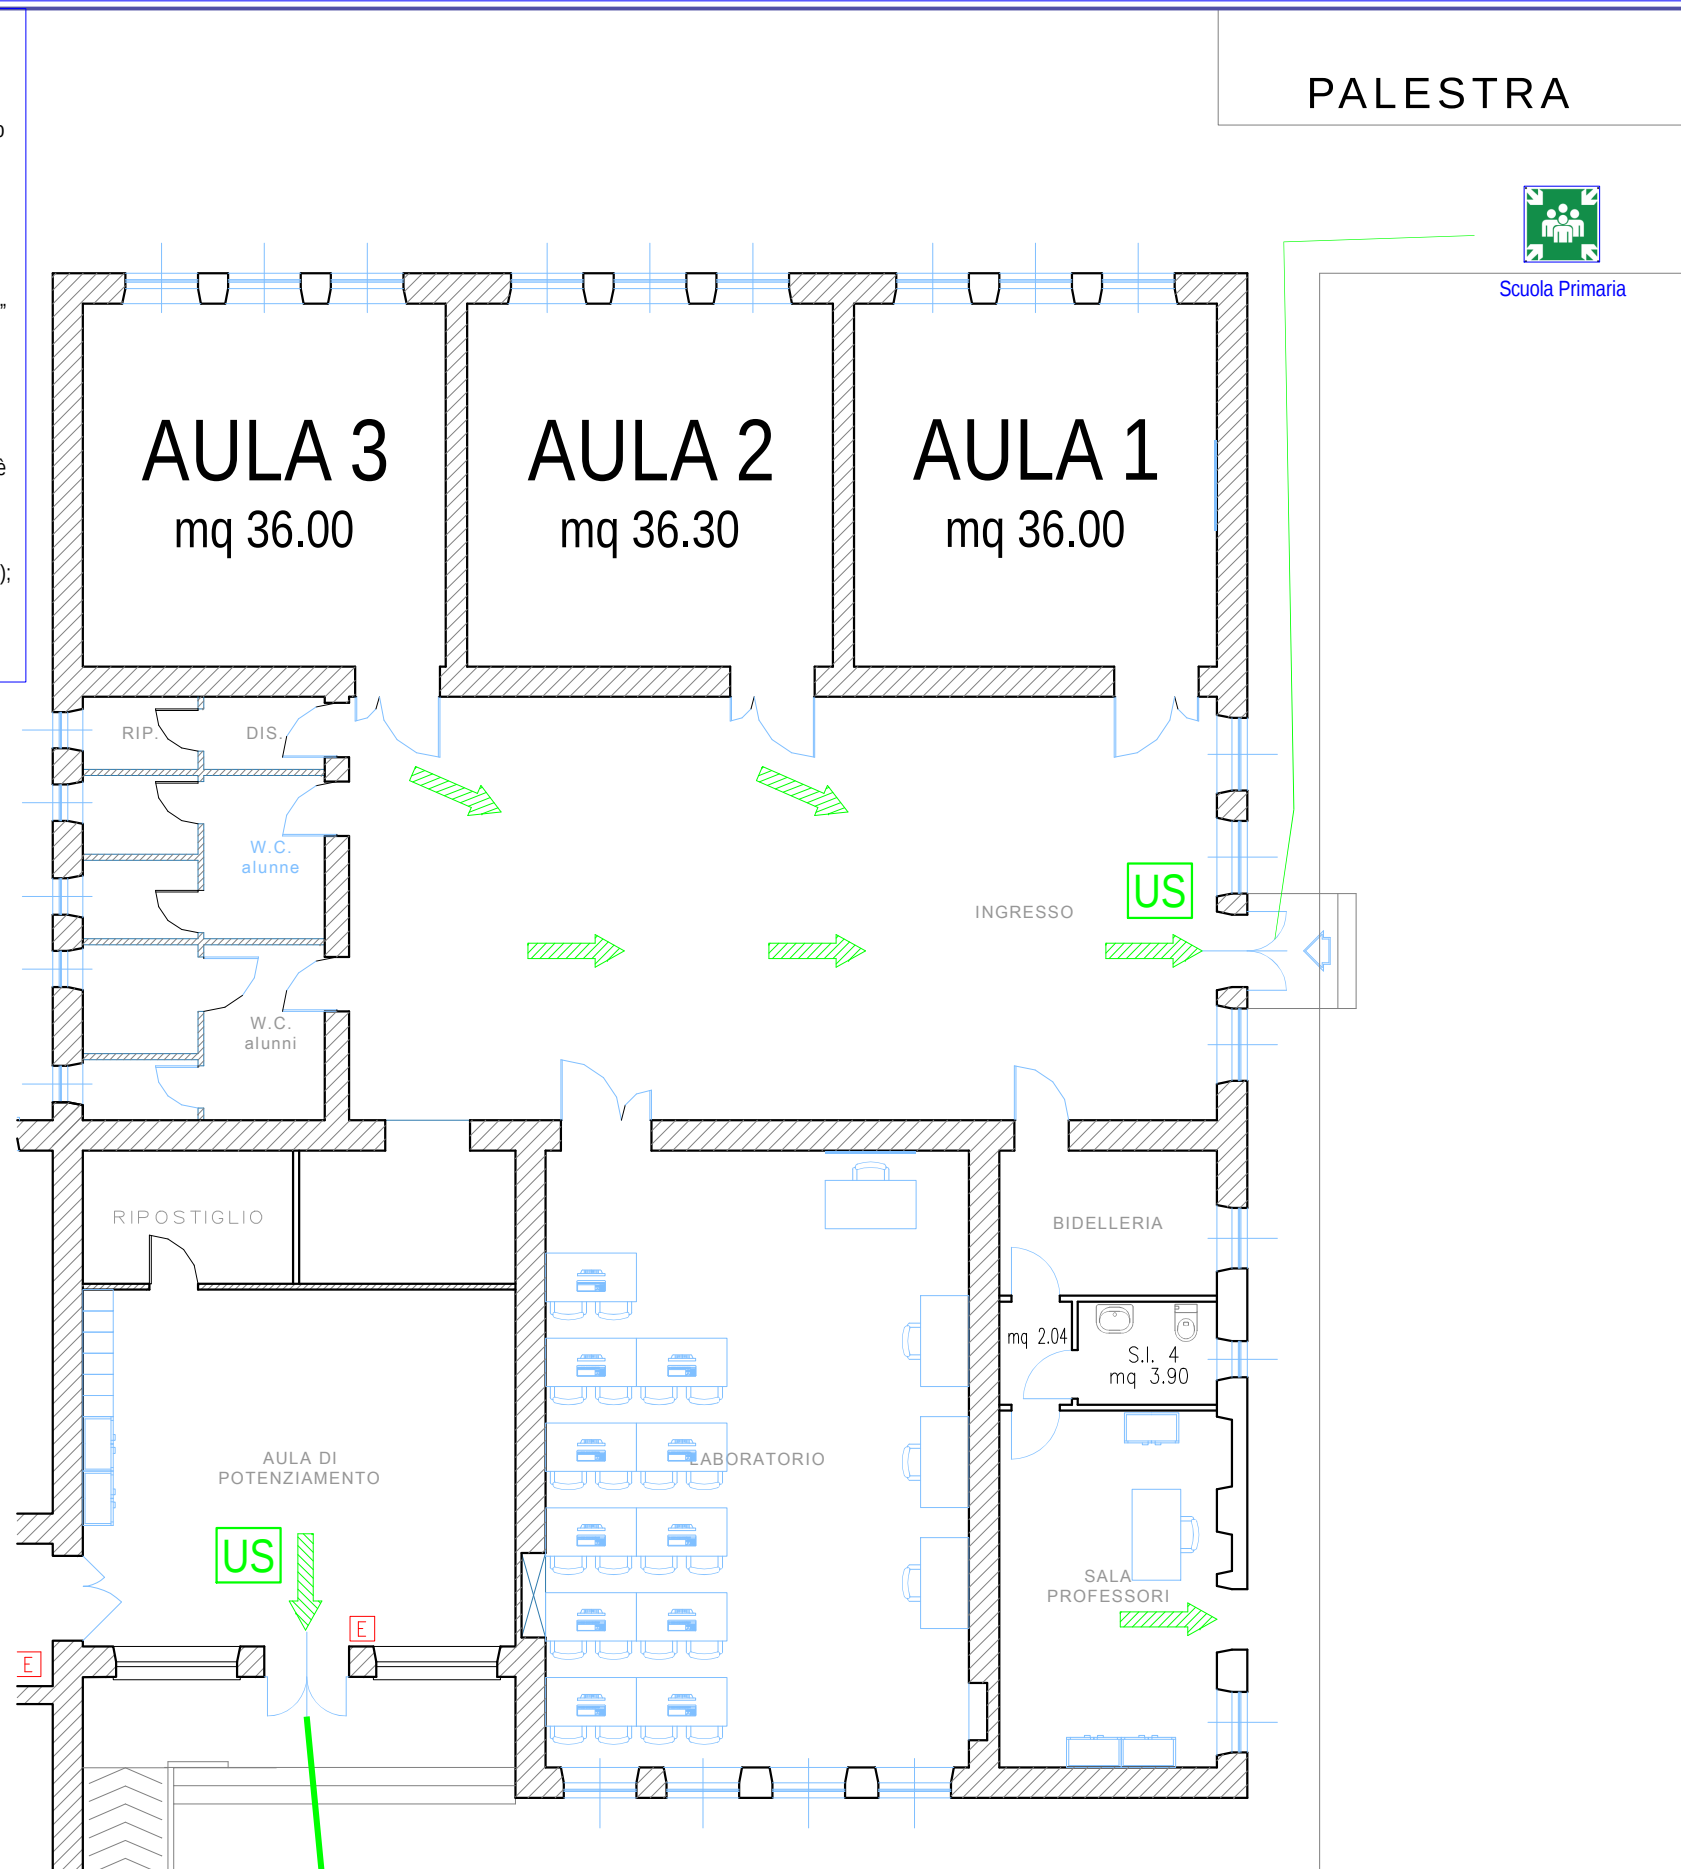 PALESTRA
Scuola Primaria
AULA 3
mq 36.00
AULA 2
mq 36.30
AULA 1
mq 36.00
RIP.
DIS.
W.C.
alunne
US
INGRESSO
W.C.
alunni
RIPOSTIGLIO
BIDELLERIA
mq 2.04
S.I. 4
mq 3.90
AULA DI
POTENZIAMENTO
LABORATORIO
US
SALA
PROFESSORI
E
E